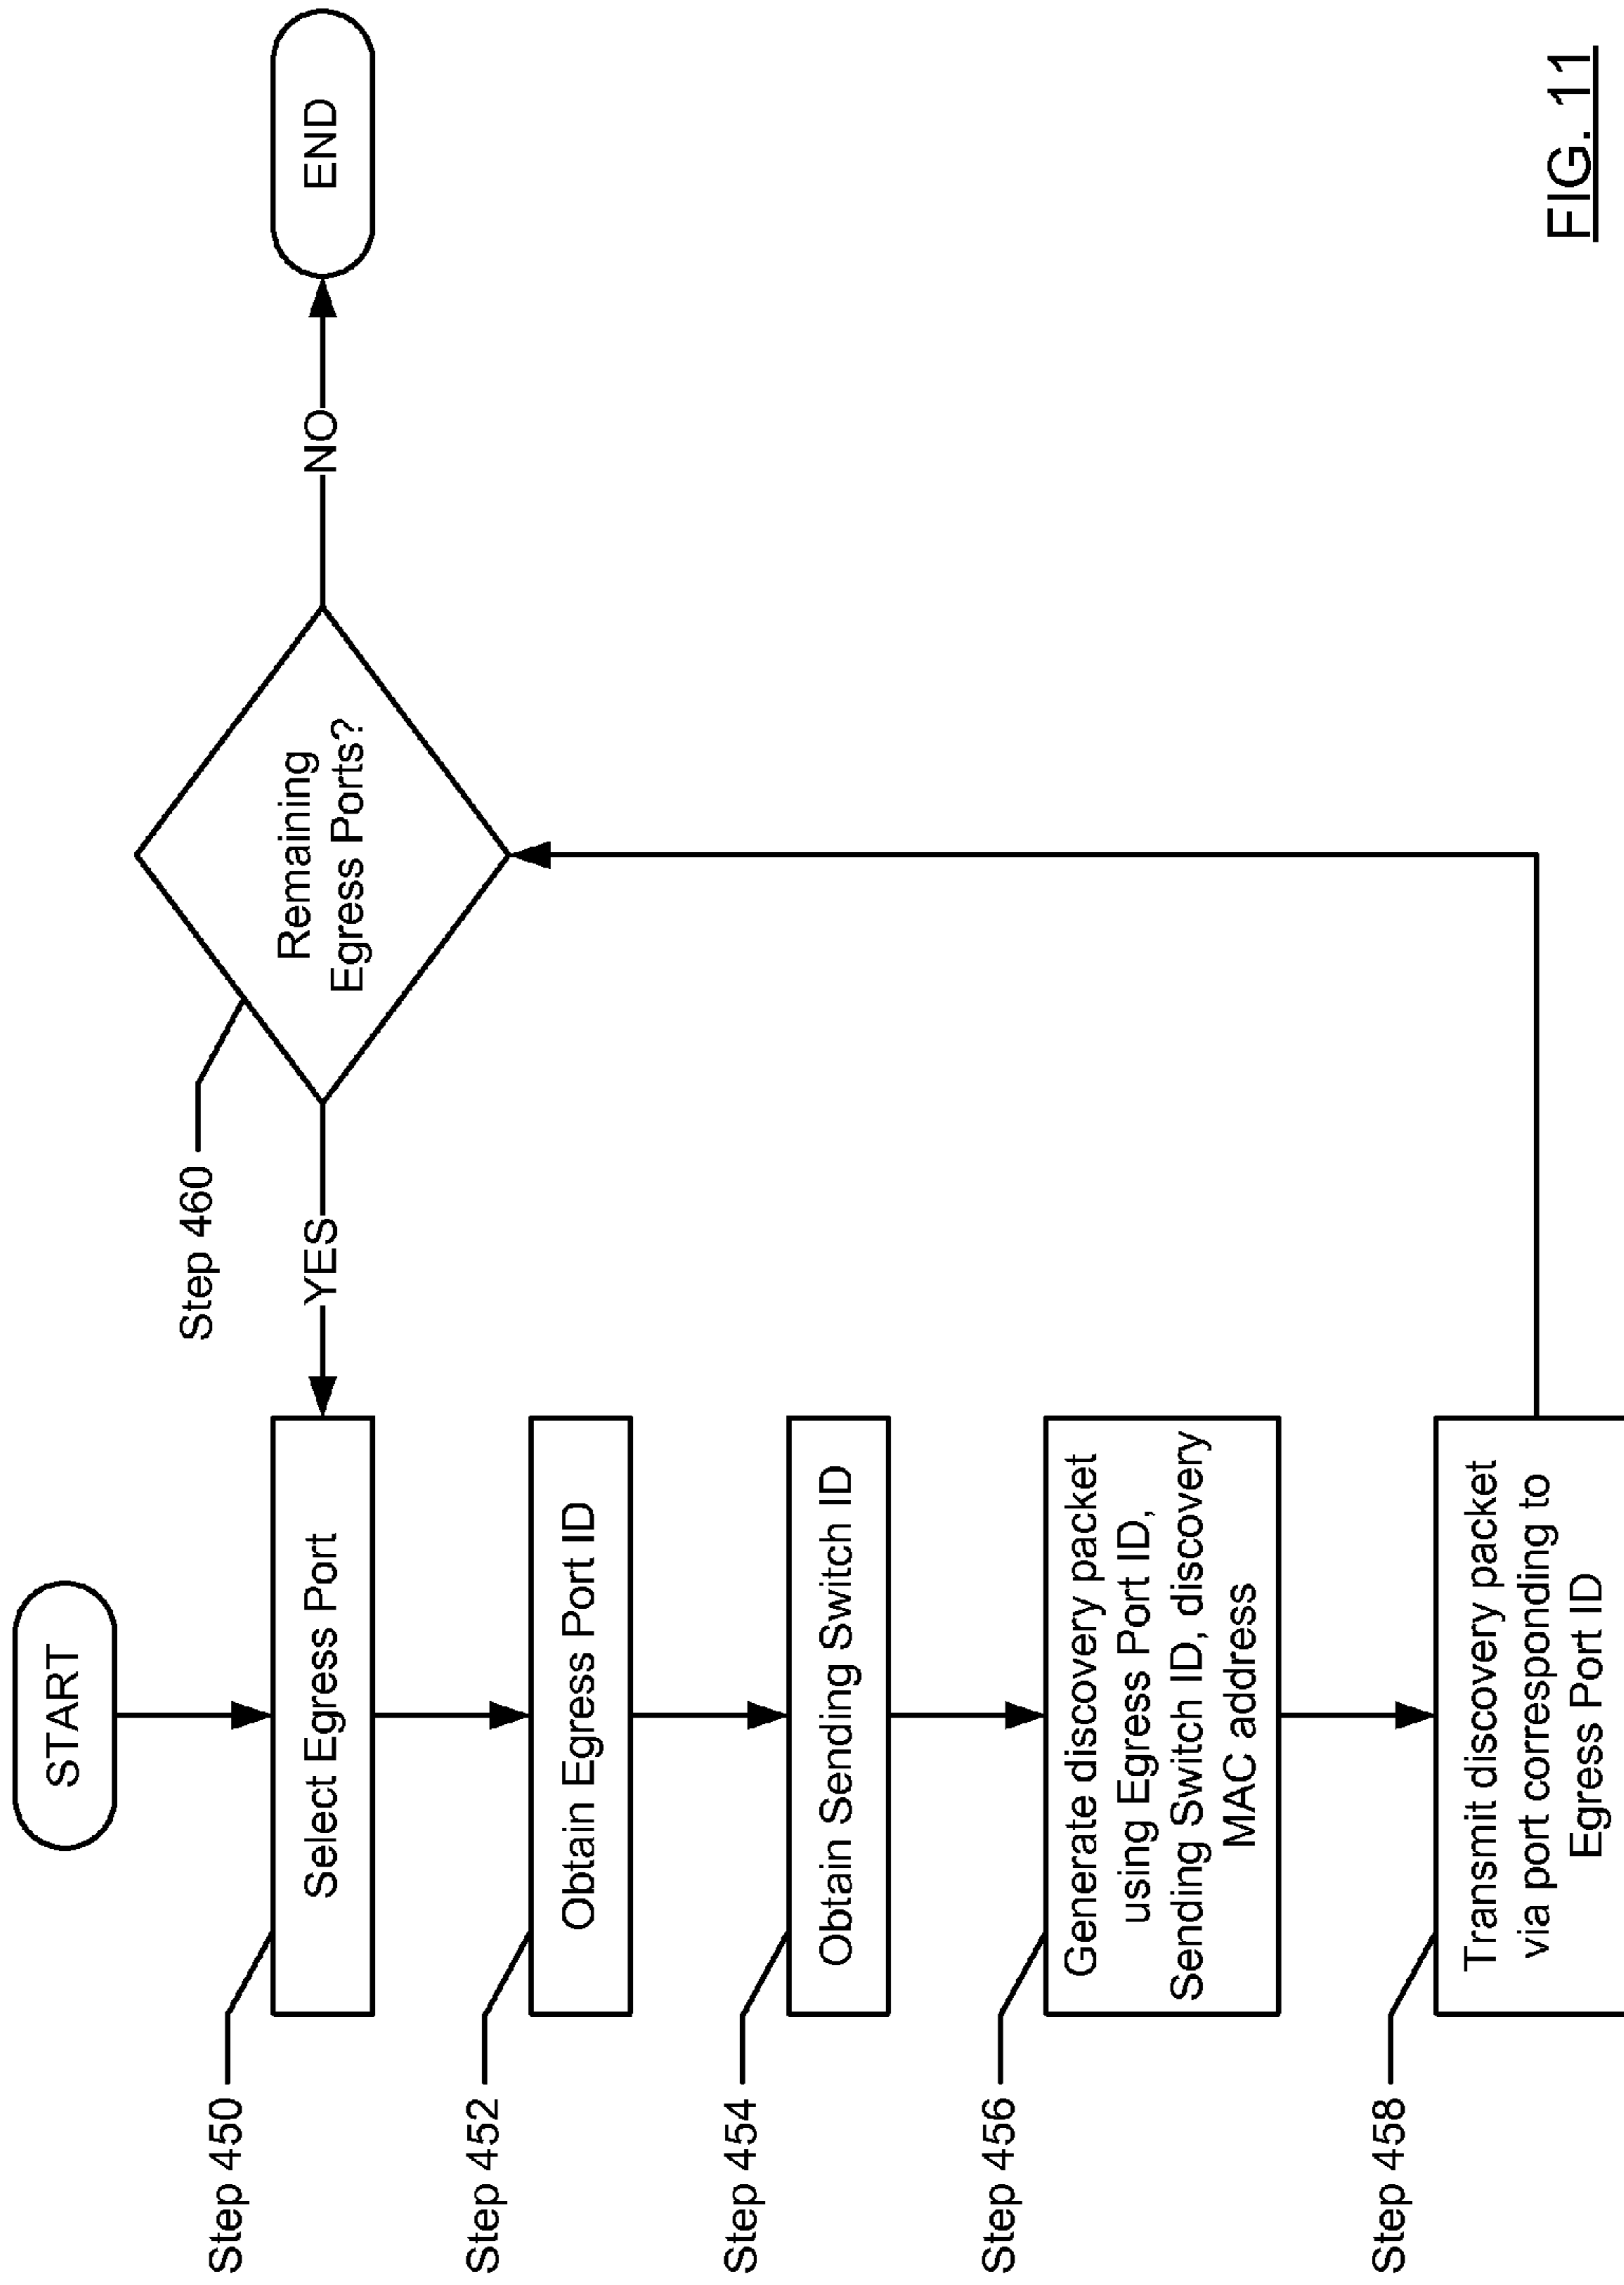 START
Step 450
Select Egress Port
Step 452
Obtain Egress Port ID
Step 454
Obtain Sending Switch ID
Step 456
Generate discovery packet
using Egress Port ID,
Sending Switch ID, discovery
MAC address
Step 458
Transmit discovery packet
via port corresponding to
Egress Port ID
Step 460
Remaining
Egress Ports?
YES
NO
END
FIG. 11